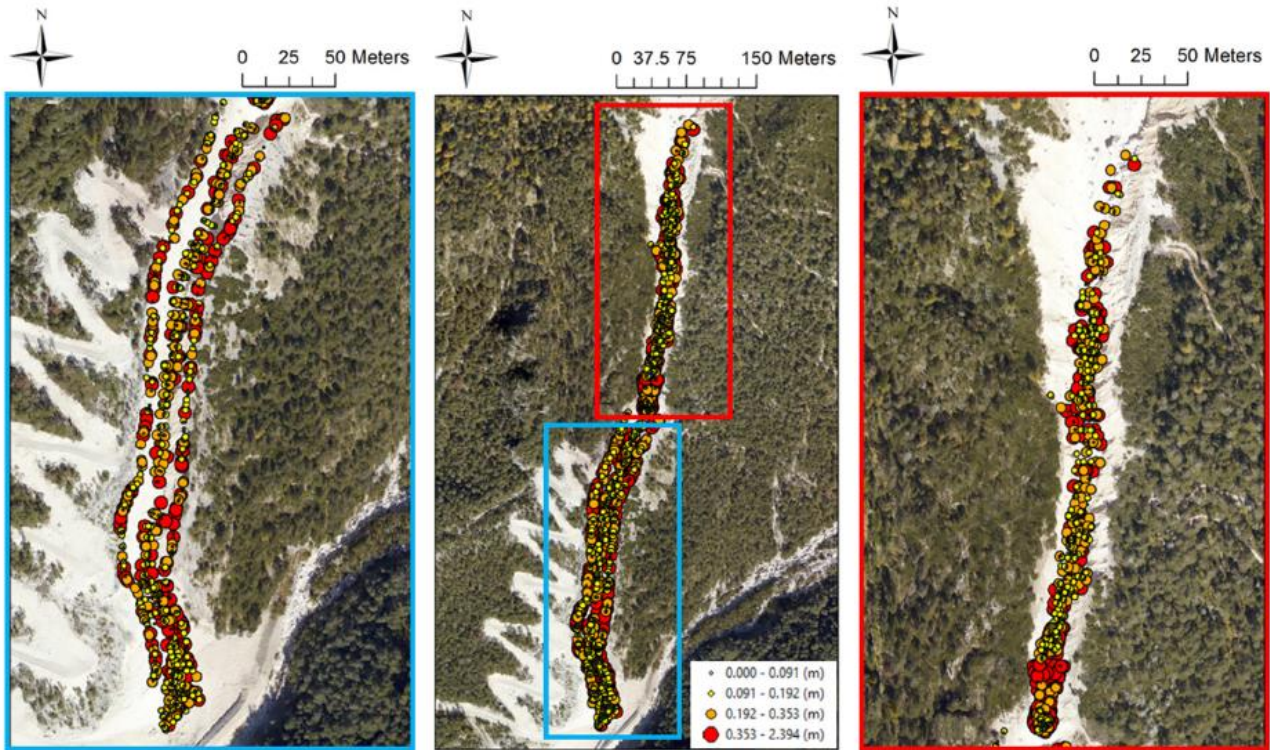 N
0 25 50 Meters
N
0 37.5 75 150 Meters
N
0 25 50 Meters
0.000 - 0.091 (m)
0.091 - 0.192 (m)
0.192 - 0.353 (m)
0.353 - 2.394 (m)